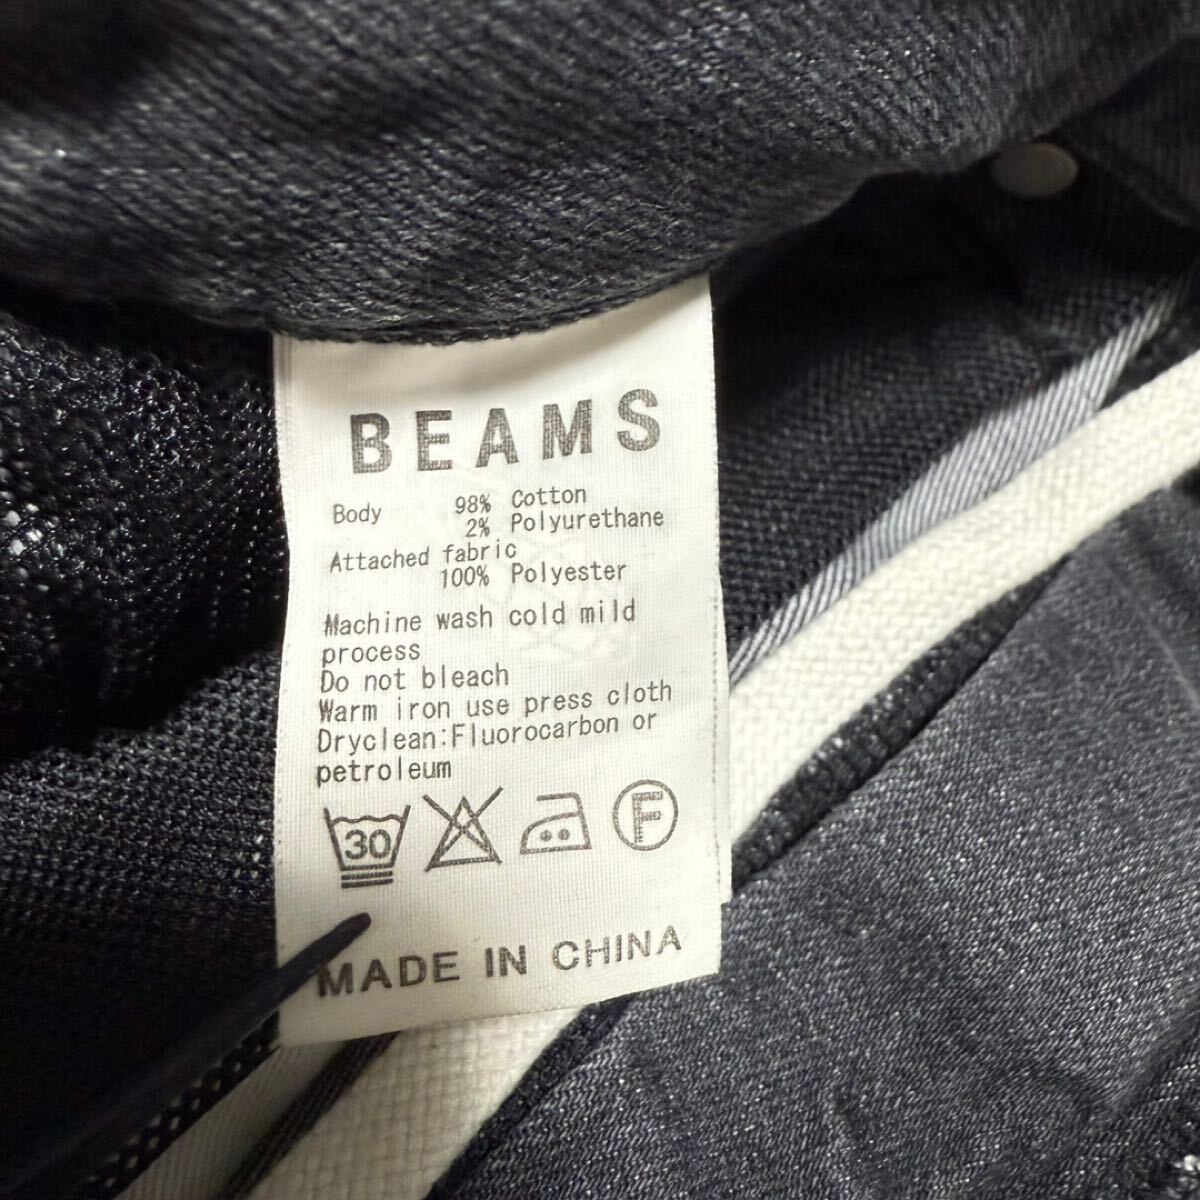 BEAMS
Body 98% Cotton
2% Polyurethane
Attached fabric
100% Polyester
Machine wash cold mild
process
Do not bleach
Warm iron use press cloth
Dryclean:Fluorocarbon or
petroleum
30 F
MADE IN CHINA